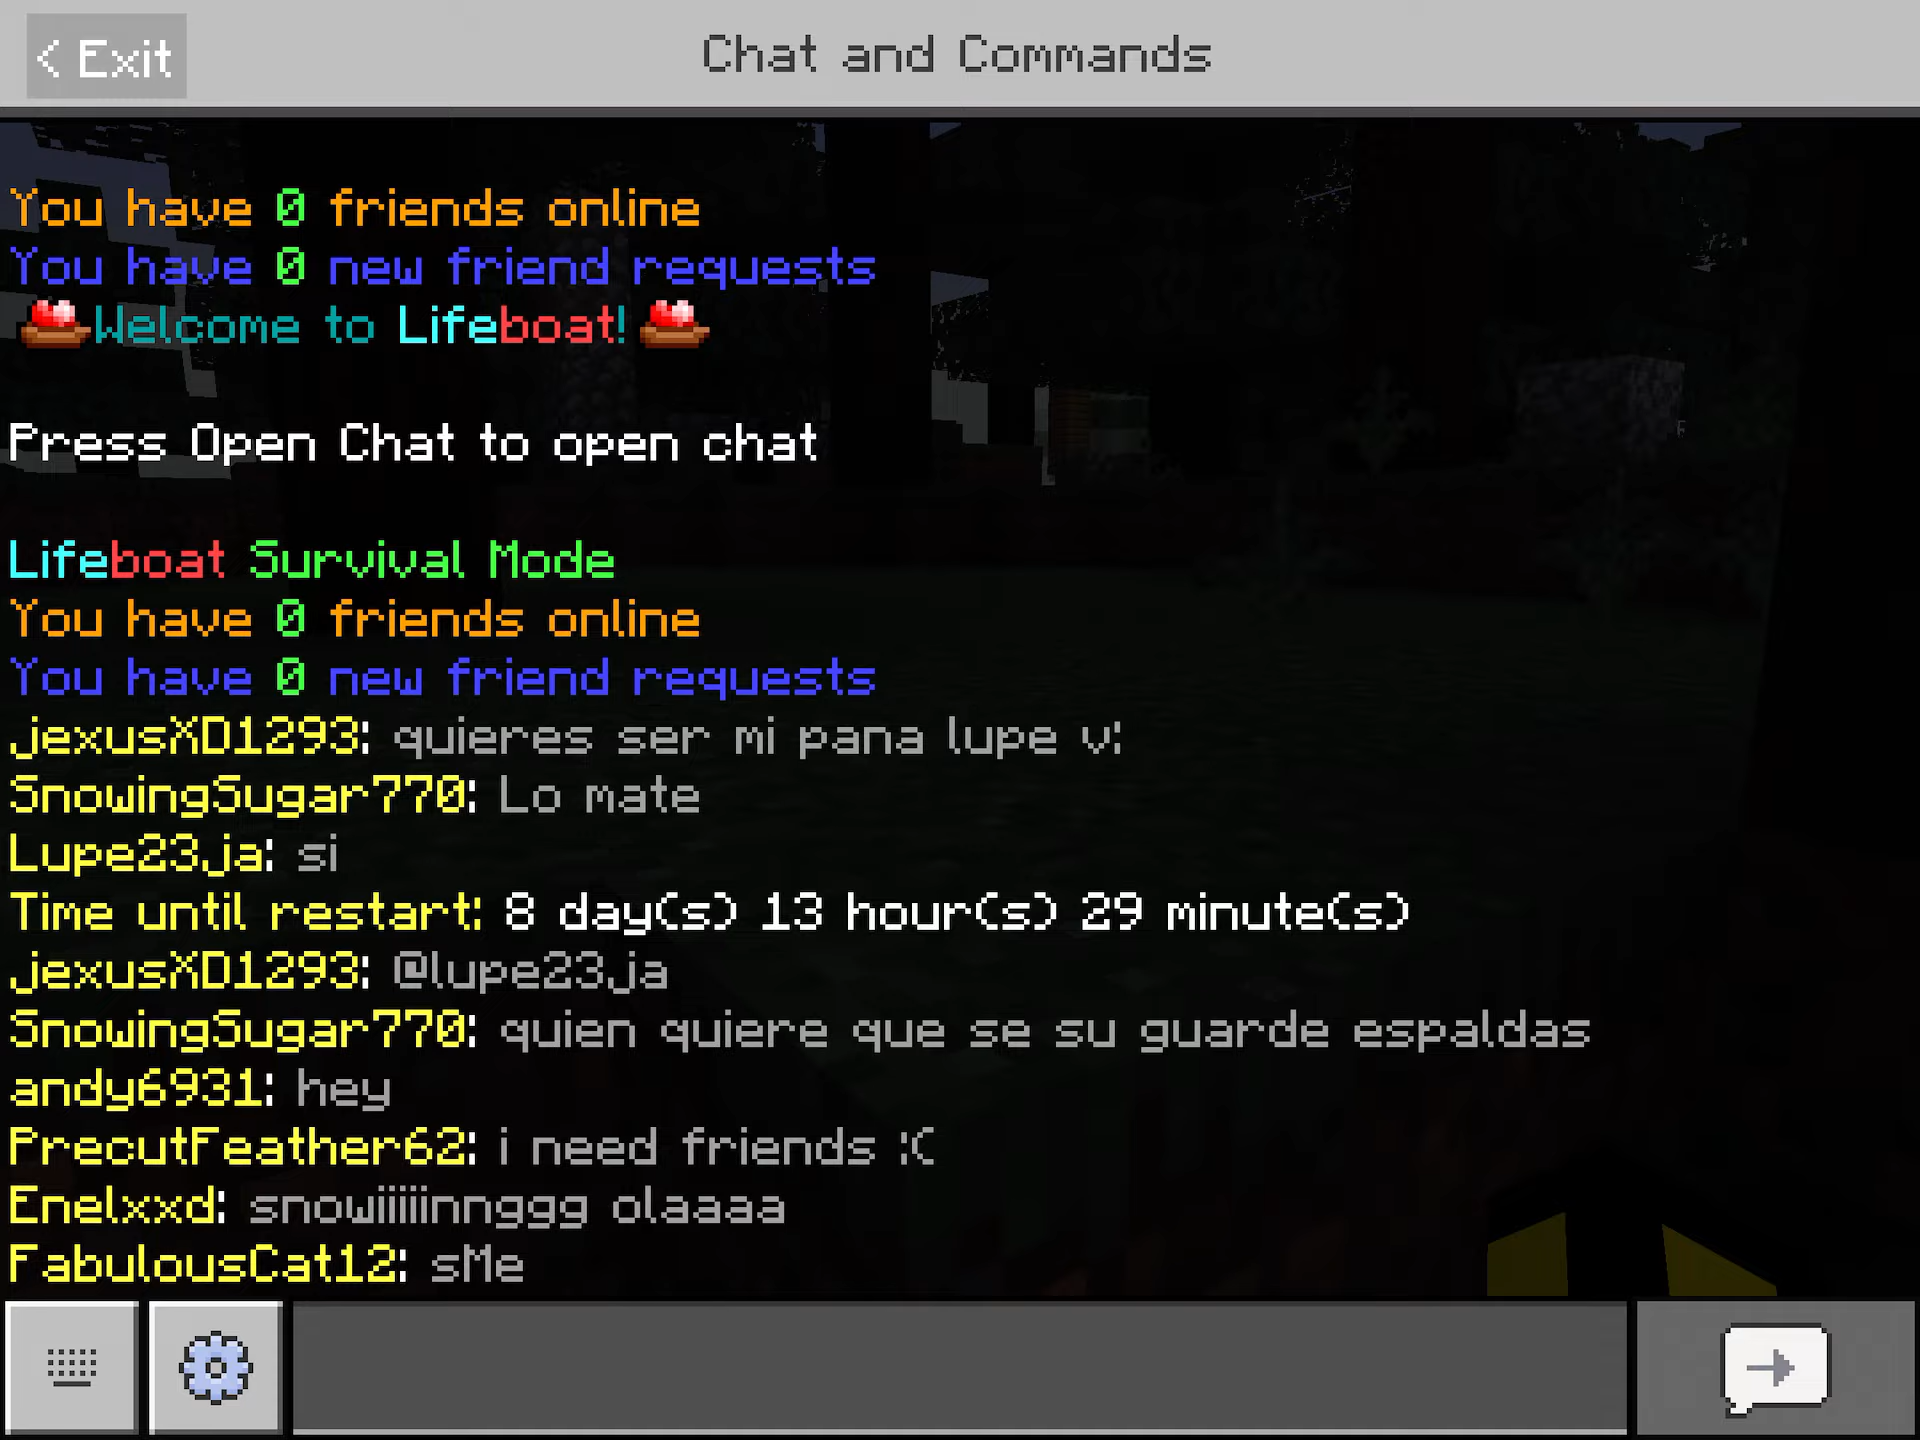 < Exit
Chat and Commands
You have 0 friends online
You have 0 new friend requests
Welcome to Lifeboat!
Press Open Chat to open chat
Lifeboat Survival Mode
You have 0 friends online
You have 0 new friend requests
jexusXD1293: quieres ser mi pana lupe v:
SnowingSugar770: Lo mate
Lupe23ja: si
Time until restart: 8 day(s) 13 hour(s) 29 minute(s)
jexusXD1293: @lupe23ja
SnowingSugar770: quien quiere que se su guarde espaldas
andy6931: hey
PrecutFeather62: i need friends :(
Enelxxd: snowiiiiiinnggg olaaaa
FabulousCat12: sMe